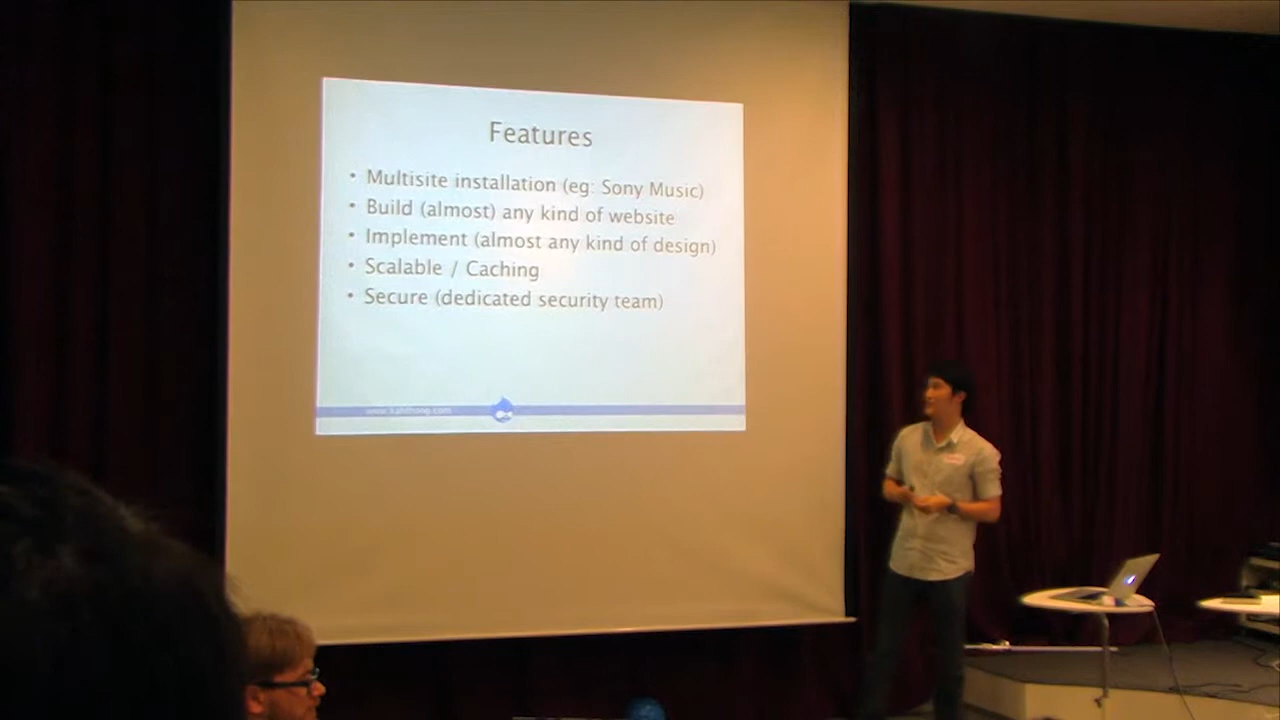 Features
• Multisite installation (eg: Sony Music)
• Build (almost) any kind of website
• Implement (almost any kind of design)
• Scalable / Caching
• Secure (dedicated security team)